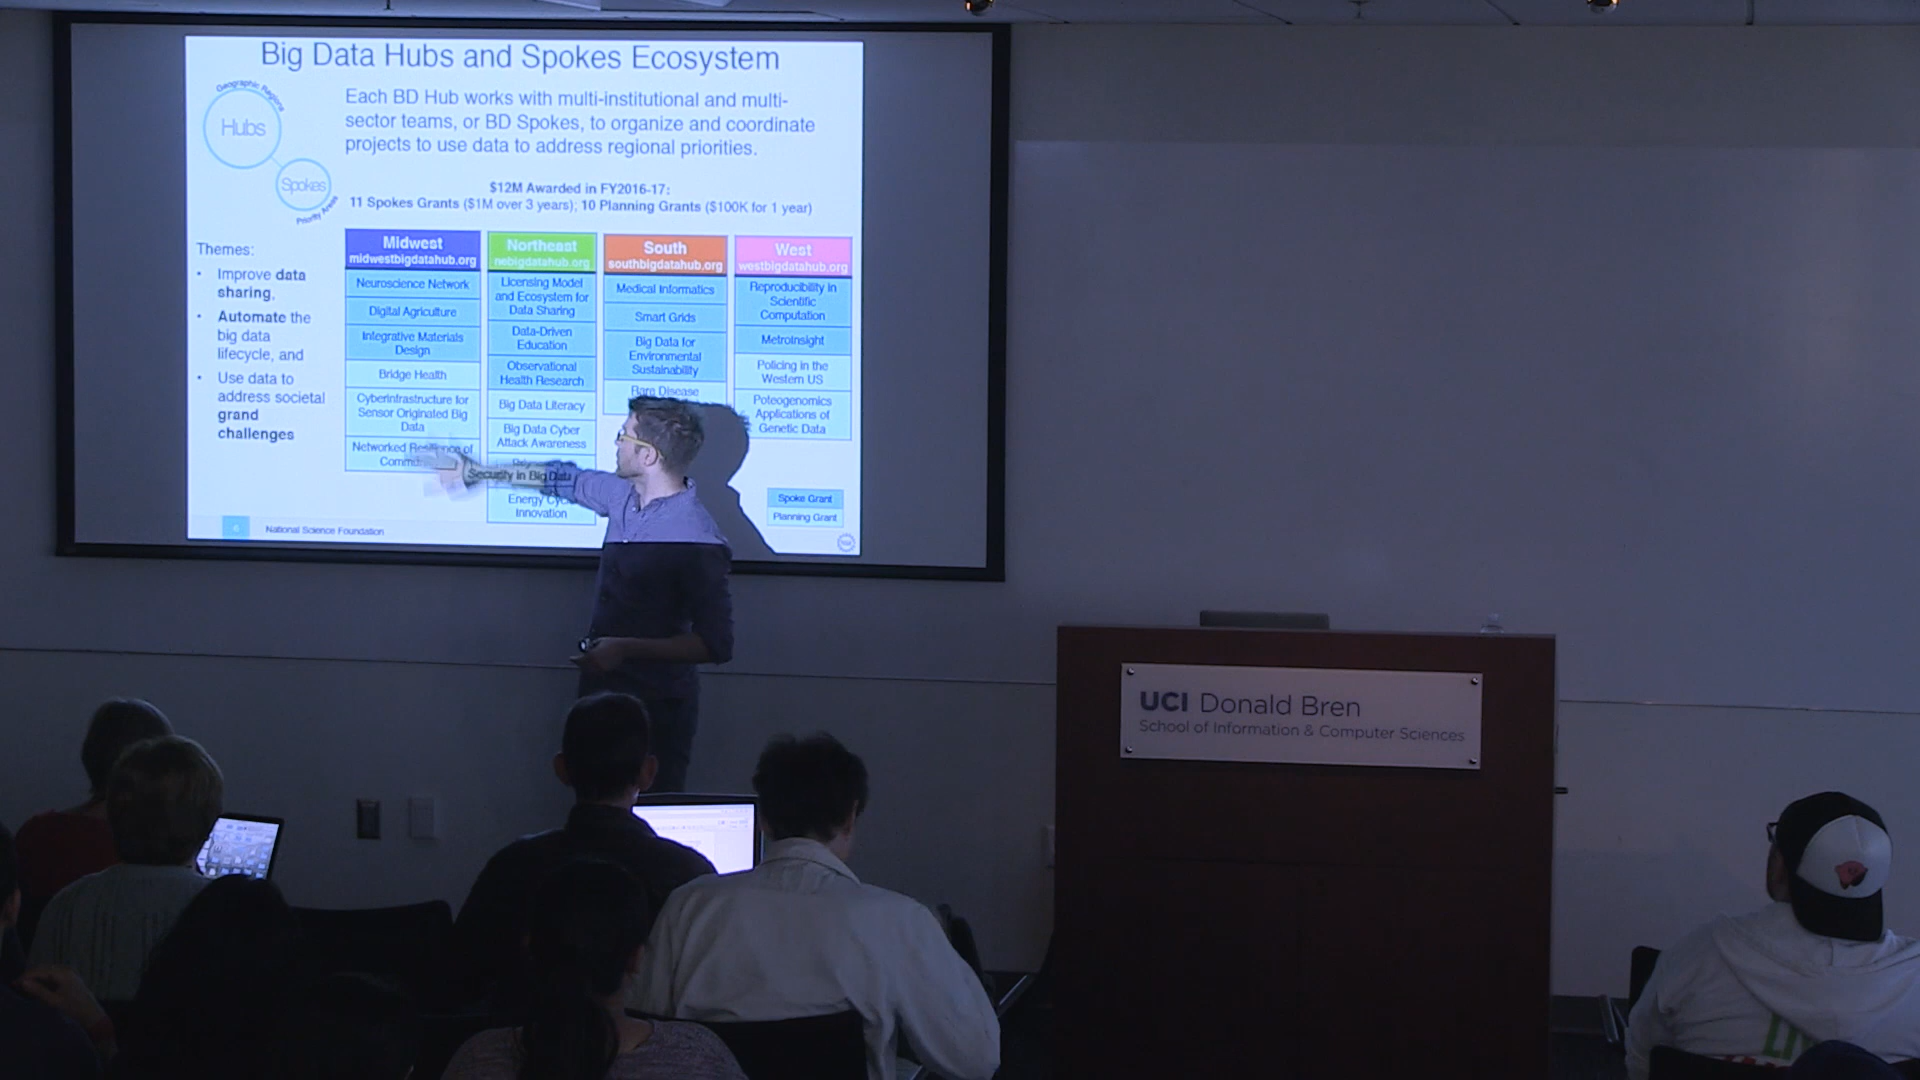 Big Data Hubs and Spokes Ecosystem
Geographic Regions
Hubs
Spokes
Priority Areas
Each BD Hub works with multi-institutional and multi-
sector teams, or BD Spokes, to organize and coordinate
projects to use data to address regional priorities.
$12M Awarded in FY2016-17:
11 Spokes Grants ($1M over 3 years); 10 Planning Grants ($100K for 1 year)
Themes:
• Improve data
sharing,
• Automate the
big data
lifecycle, and
• Use data to
address societal
grand
challenges
Midwest
midwestbigdatahub.org
Neuroscience Network
Digital Agriculture
Integrative Materials
Design
Bridge Health
Cyberinfrastructure for
Sensor Originated Big
Data
Networked Resilience of
Northeast
nebigdatahub.org
Licensing Model
and Ecosystem for
Data Sharing
Data-Driven
Education
Observational
Health Research
Big Data Literacy
Big Data Cyber
Attack Awareness
Security in Big Data
Energy
Innovation
South
southbigdatahub.org
Medical Informatics
Smart Grids
Big Data for
Environmental
Sustainability
Rare Disease
West
westbigdatahub.org
Reproducibility in
Scientific
Computation
MetroInsight
Policing in the
Western US
Poteogenomics
Applications of
Genetic Data
Spoke Grant
Planning Grant
6
National Science Foundation
UCI Donald Bren
School of Information & Computer Sciences